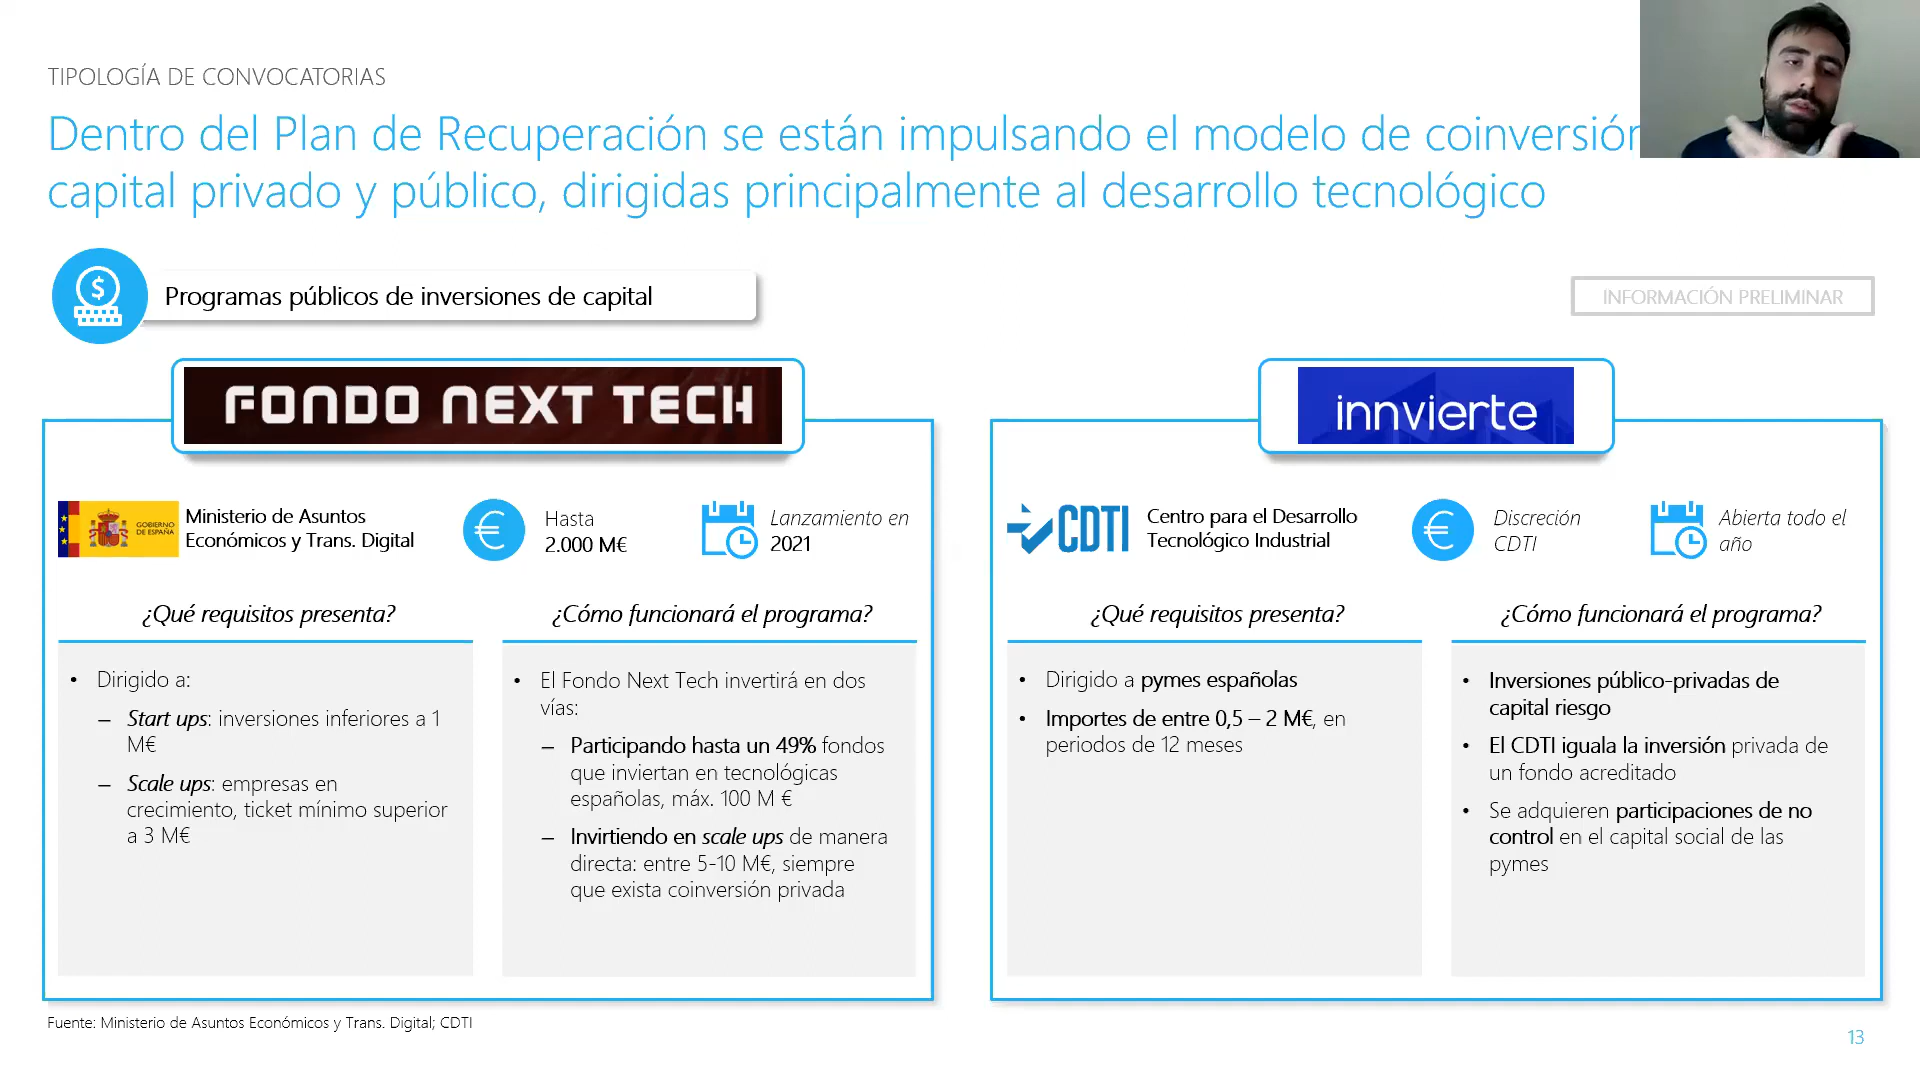 TIPOLOGÍA DE CONVOCATORIAS
Dentro del Plan de Recuperación se están impulsando el modelo de coinversión
capital privado y público, dirigidas principalmente al desarrollo tecnológico
Programas públicos de inversiones de capital
INFORMACIÓN PRELIMINAR
FONDO NEXT TECH
GOBIERNO
DE ESPAÑA
Ministerio de Asuntos
Económicos y Trans. Digital
€
Hasta
2.000 M€
Lanzamiento en
2021
¿Qué requisitos presenta?
• Dirigido a:
– Start ups: inversiones inferiores a 1
M€
– Scale ups: empresas en
crecimiento, ticket mínimo superior
a 3 M€
¿Cómo funcionará el programa?
• El Fondo Next Tech invertirá en dos
vías:
– Participando hasta un 49% fondos
que inviertan en tecnológicas
españolas, máx. 100 M €
– Invirtiendo en scale ups de manera
directa: entre 5-10 M€, siempre
que exista coinversión privada
innvierte
CDTI
Centro para el Desarrollo
Tecnológico Industrial
€
Discreción
CDTI
Abierta todo el
año
¿Qué requisitos presenta?
• Dirigido a pymes españolas
• Importes de entre 0,5 – 2 M€, en
periodos de 12 meses
¿Cómo funcionará el programa?
• Inversiones público-privadas de
capital riesgo
• El CDTI iguala la inversión privada de
un fondo acreditado
• Se adquieren participaciones de no
control en el capital social de las
pymes
Fuente: Ministerio de Asuntos Económicos y Trans. Digital; CDTI
13